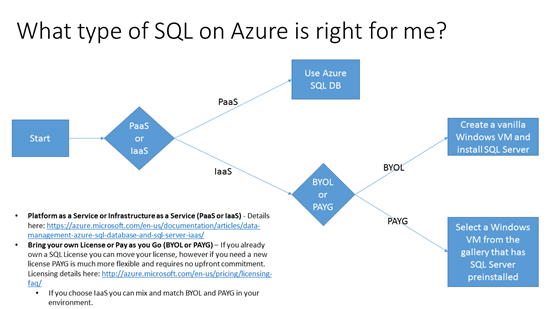 What type of SQL on Azure is right for me?
Use Azure
SQL DB
PaaS
Start
PaaS
or
IaaS
Create a vanilla
Windows VM and
install SQL Server
IaaS
BYOL
BYOL
or
PAYG
PAYG
Select a Windows
VM from the
gallery that has
SQL Server
preinstalled
• Platform as a Service or Infrastructure as a Service (PaaS or IaaS) - Details
here: https://azure.microsoft.com/en-us/documentation/articles/data-
management-azure-sql-database-and-sql-server-iaas/
• Bring your own License or Pay as you Go (BYOL or PAYG) – If you already
own a SQL License you can move your license, however if you need a new
license PAYG is much more flexible and requires no upfront commitment.
Licensing details here: http://azure.microsoft.com/en-us/pricing/licensing-
faq/
• If you choose IaaS you can mix and match BYOL and PAYG in your
environment.